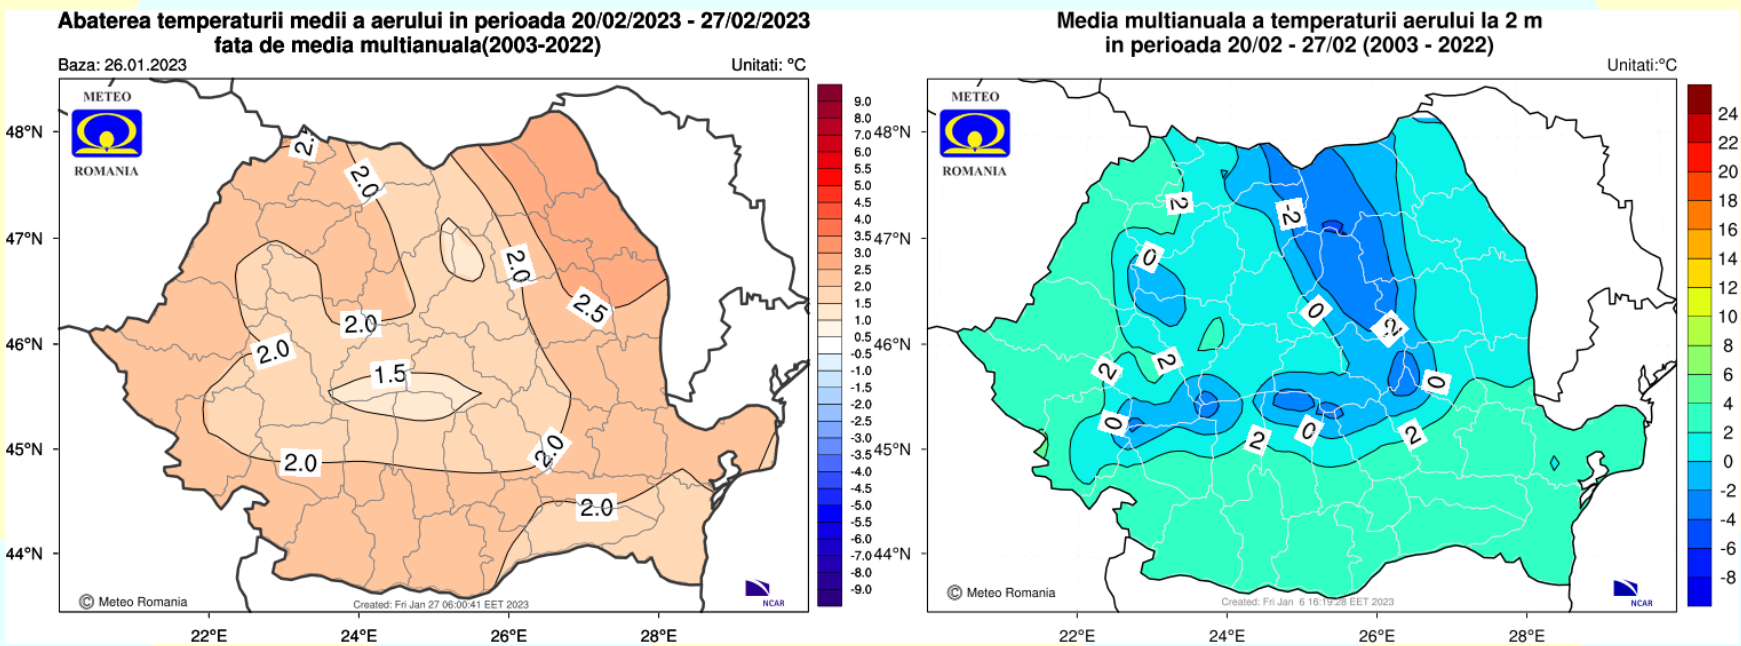 Abaterea temperaturii medii a aerului in perioada 20/02/2023 - 27/02/2023
fata de media multianuala(2003-2022)
Baza: 26.01.2023
Unitati: °C
METEO
ROMANIA
48°N
47°N
46°N
45°N
44°N
2.
2.0
2.0
2.5
2.0
2.0
1.5
2.0
2.0
2.0
© Meteo Romania
Created: Fri Jan 27 06:00:41 EET 2023
NCAR
22°E
24°E
26°E
28°E
9.0
8.0
7.0
6.0
5.5
5.0
4.5
4.0
3.5
3.0
2.5
2.0
1.5
1.0
0.5
-0.5
-1.0
-1.5
-2.0
-2.5
-3.0
-3.5
-4.0
-4.5
-5.0
-5.5
-6.0
-7.0
-8.0
-9.0
Media multianuala a temperaturii aerului la 2 m
in perioada 20/02 - 27/02 (2003 - 2022)
Unitati:°C
METEO
ROMANIA
48°N
47°N
46°N
45°N
44°N
2
-2
0
0
-2
2
2
0
0
2
0
2
© Meteo Romania
Created: Fri Jan 6 16:19:28 EET 2023
NCAR
22°E
24°E
26°E
28°E
24
22
20
18
16
14
12
10
8
6
4
2
0
-2
-4
-6
-8